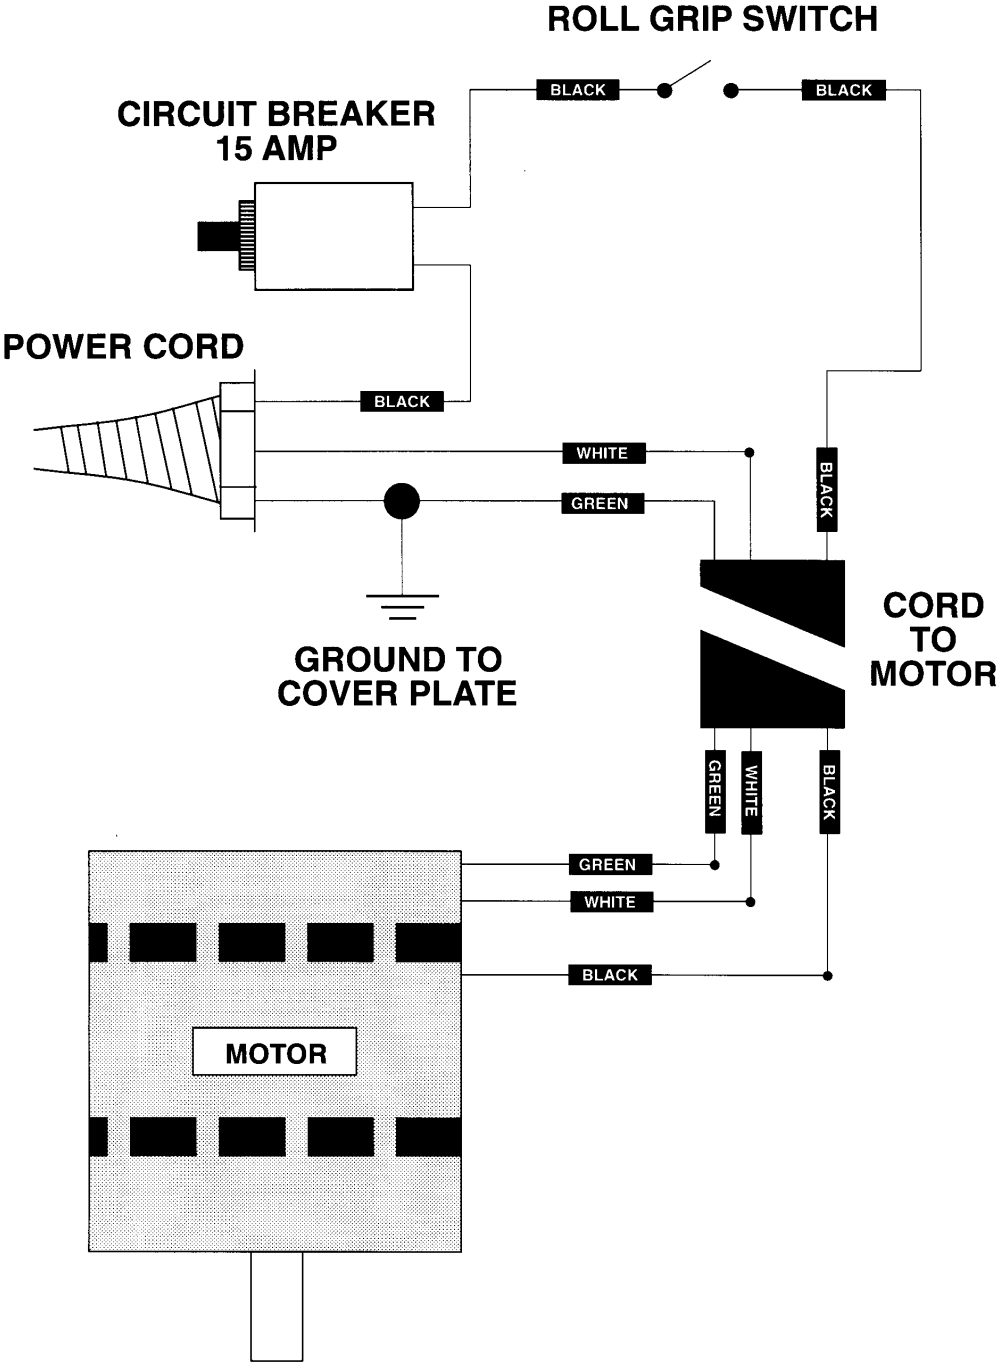 ROLL GRIP SWITCH
BLACK
BLACK
CIRCUIT BREAKER
15 AMP
POWER CORD
BLACK
WHITE
BLACK
GREEN
CORD
TO
MOTOR
GROUND TO
COVER PLATE
GREEN
WHITE
BLACK
GREEN
WHITE
BLACK
MOTOR